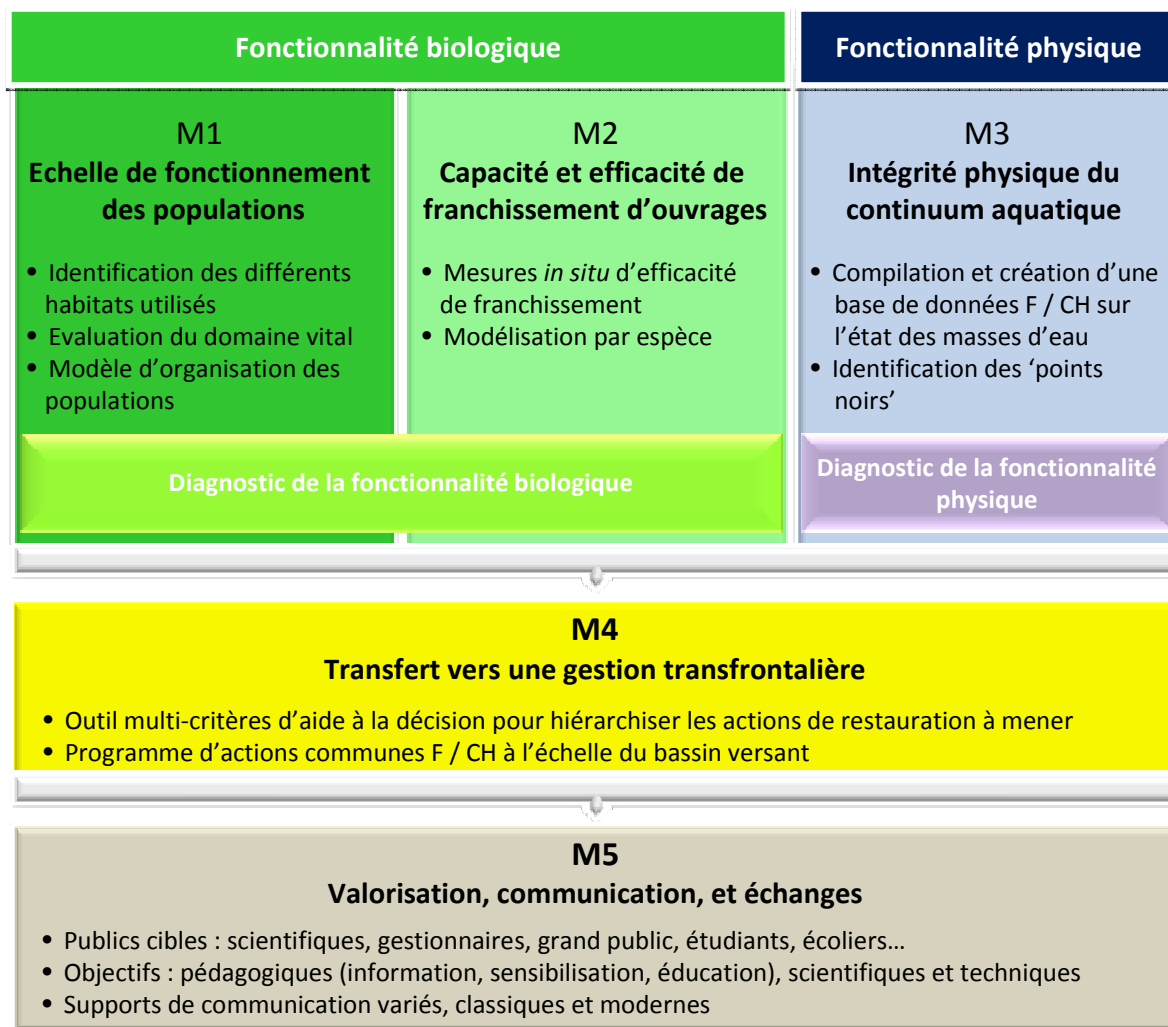 Fonctionnalité biologique
Fonctionnalité physique
M1
Echelle de fonctionnement
des populations
• Identification des différents
habitats utilisés
• Evaluation du domaine vital
• Modèle d’organisation des
populations
M2
Capacité et efficacité de
franchissement d’ouvrages
• Mesures in situ d’efficacité
de franchissement
• Modélisation par espèce
M3
Intégrité physique du
continuum aquatique
• Compilation et création d’une
base de données F / CH sur
l’état des masses d’eau
• Identification des ‘points
noirs’
Diagnostic de la fonctionnalité biologique
Diagnostic de la fonctionnalité
physique
M4
Transfert vers une gestion transfrontalière
• Outil multi-critères d’aide à la décision pour hiérarchiser les actions de restauration à mener
• Programme d’actions communes F / CH à l’échelle du bassin versant
M5
Valorisation, communication, et échanges
• Publics cibles : scientifiques, gestionnaires, grand public, étudiants, écoliers…
• Objectifs : pédagogiques (information, sensibilisation, éducation), scientifiques et techniques
• Supports de communication variés, classiques et modernes